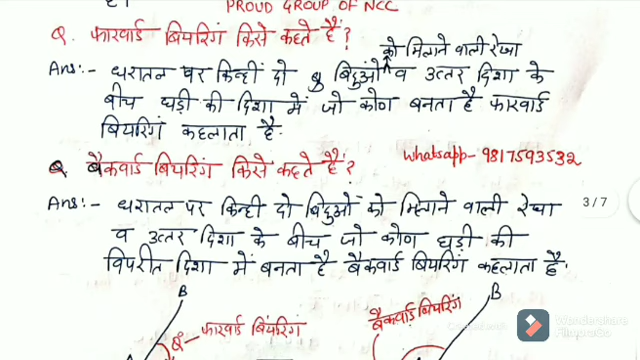 है।
PROUD GROUP OF NCC
Q. फारवार्ड बियरिंग किसे कहते हैं?
को मिलाने वाली रेखा
Ans:- धरातल पर किन्हीं दो बिंदुओं व उत्तर दिशा के
बीच घड़ी की दिशा में जो कोण बनता है फारवार्ड
बियरिंग कहलाता है.
Q. बैकवार्ड बियरिंग किसे कहते हैं?
whatsapp-9817593532
Ans:- धरातल पर किन्ही दो बिंदुओं को मिलाने वाली रेखा
3/7
व उत्तर दिशा के बीच जो कोण घड़ी की
विपरीत दिशा में बनता है बैकवार्ड बियरिंग कहलाता है.
B
B
बैकवार्ड बियरिंग
फारवार्ड बियरिंग
Wondershare
Filmora